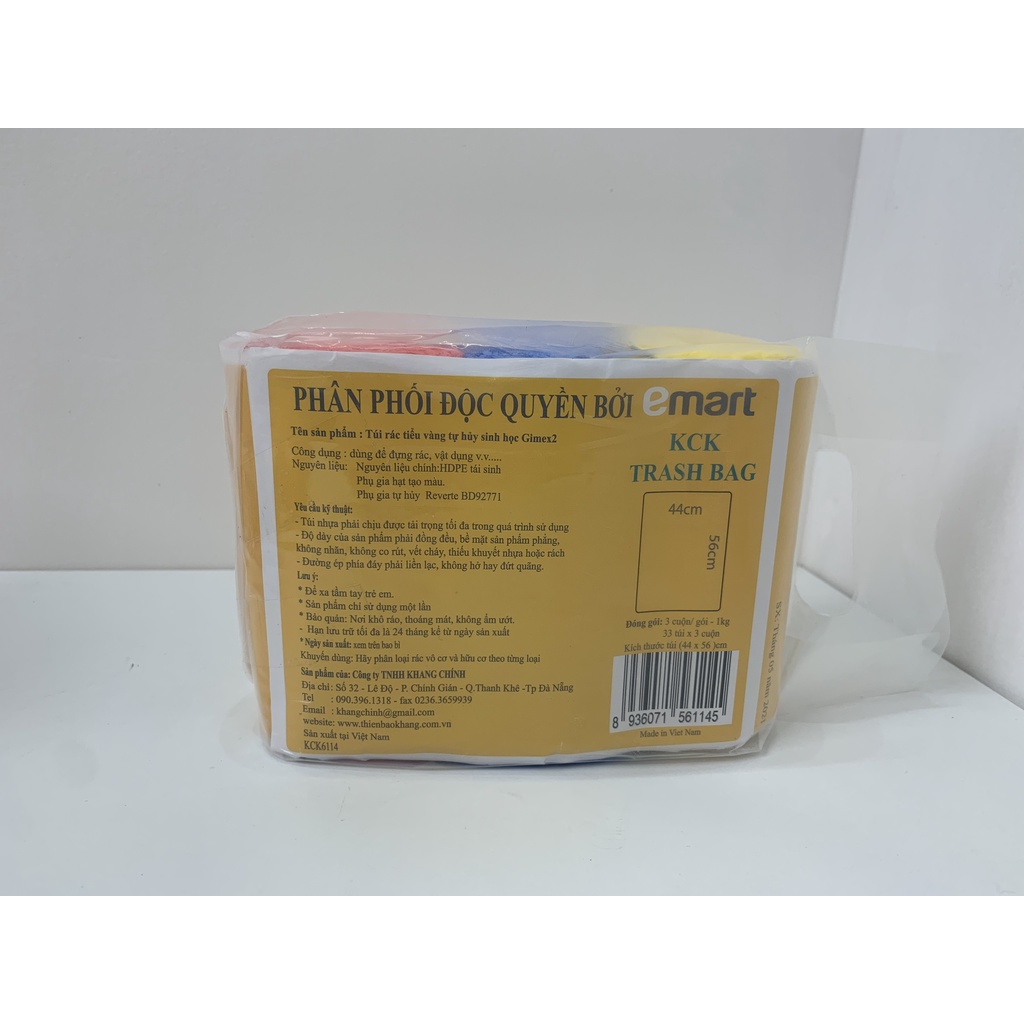 PHÂN PHỐI ĐỘC QUYỀN BỞI emart
Tên sản phẩm : Túi rác tiểu vàng tự hủy sinh học Gimex2
Công dụng : dùng để đựng rác, vật dụng v.v.....
Nguyên liệu: Nguyên liệu chính:HDPE tái sinh
Phụ gia hạt tạo màu.
Phụ gia tự hủy Reverte BD92771
Yêu cầu kỹ thuật:
- Túi nhựa phải chịu được tải trọng tối đa trong quá trình sử dụng
- Độ dày của sản phẩm phải đồng đều, bề mặt sản phẩm phẳng,
không nhăn, không co rút, vết cháy, thiếu khuyết nhựa hoặc rách
- Đường ép phía đáy phải liền lạc, không hở hay đứt quãng.
Lưu ý:
* Để xa tầm tay trẻ em.
* Sản phẩm chỉ sử dụng một lần
* Bảo quản: Nơi khô ráo, thoáng mát, không ẩm ướt.
- Hạn lưu trữ tối đa là 24 tháng kể từ ngày sản xuất
* Ngày sản xuất: xem trên bao bì
Khuyên dùng: Hãy phân loại rác vô cơ và hữu cơ theo từng loại
Sản phẩm của: Công ty TNHH KHANG CHÍNH
Địa chỉ : Số 32 - Lê Độ - P. Chính Gián - Q.Thanh Khê -Tp Đà Nẵng
Tel : 090.396.1318 - fax 0236.3659939
Email : khangchinh@gmail.com
website: www.thienbaokhang.com.vn
Sản xuất tại Việt Nam
KCK6114
KCK
TRASH BAG
44cm
56cm
Đóng gói: 3 cuộn/ gói - 1kg
33 túi x 3 cuộn
Kích thước túi (44 x 56 )cm
8 936071 561145
Made in Viet Nam
SX: Tháng 05 năm 2021